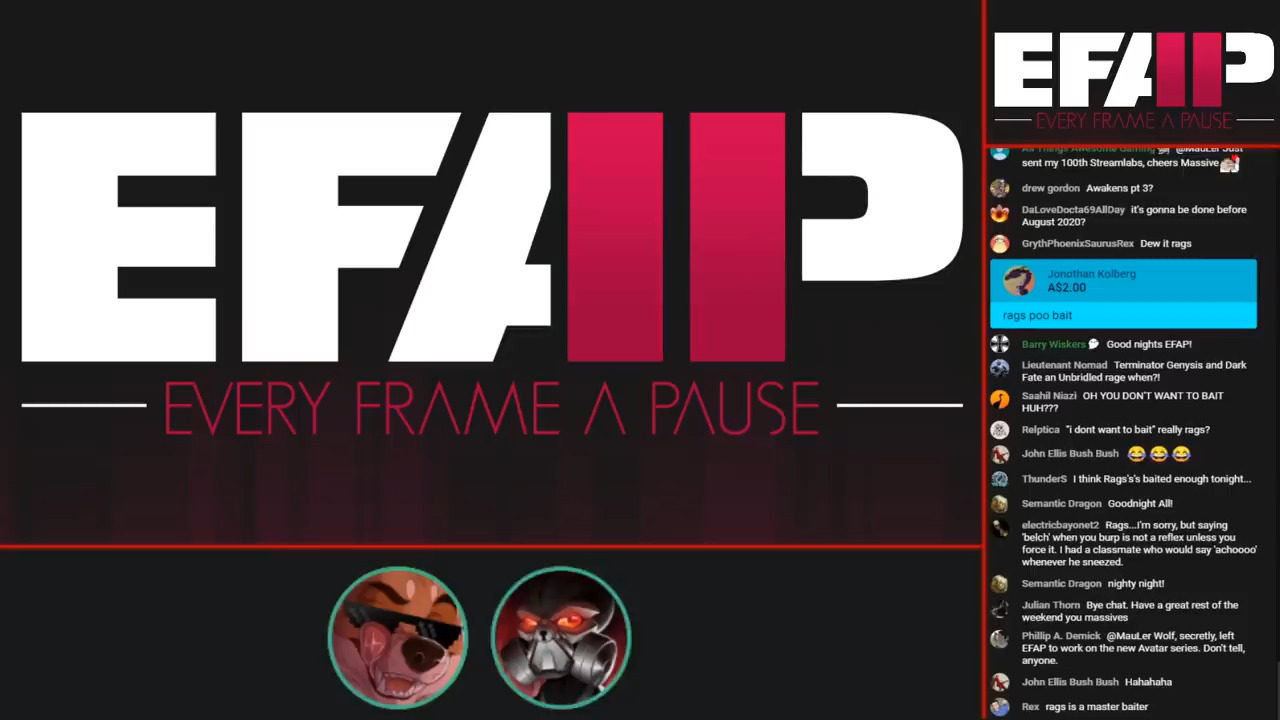 EFAP
EVERY FRAME A PAUSE
EFAP
EVERY FRAME A PAUSE
All Things Awesome Gaming @MauLer Just
sent my 100th Streamlabs, cheers Massive
drew gordon Awakens pt 3?
DaLoveDocta69AllDay it's gonna be done before
August 2020?
GrythPhoenixSaurusRex Dew it rags
Jonothan Kolberg
A$2.00
rags poo bait
Barry Wiskers Good nights EFAP!
Lieutenant Nomad Terminator Genysis and Dark
Fate an Unbridled rage when?!
Saahil Niazi OH YOU DON'T WANT TO BAIT
HUH???
Relptica "i dont want to bait" really rags?
John Ellis Bush Bush
ThunderS I think Rags's's baited enough tonight...
Semantic Dragon Goodnight All!
electricbayonet2 Rags...I'm sorry, but saying
'belch' when you burp is not a reflex unless you
force it. I had a classmate who would say 'achoooo'
whenever he sneezed.
Semantic Dragon nighty night!
Julian Thorn Bye chat. Have a great rest of the
weekend you massives
Phillip A. Demick @MauLer Wolf, secretly, left
EFAP to work on the new Avatar series. Don't tell,
anyone.
John Ellis Bush Bush Hahahaha
Rex rags is a master baiter